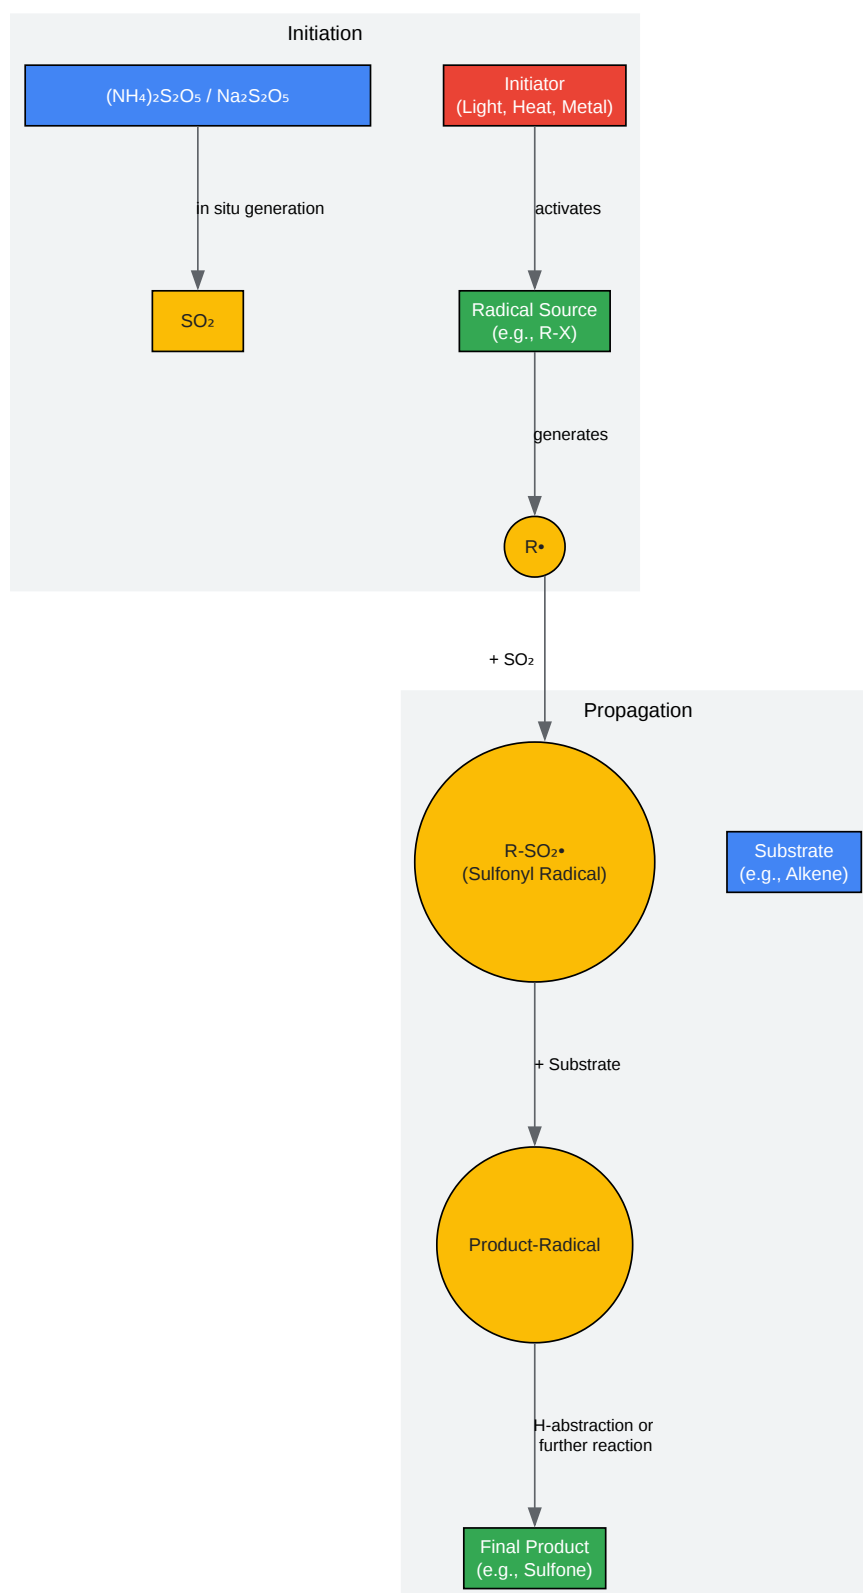 Initiation
(NH₄)₂S₂O₅ / Na₂S₂O₅
Initiator
(Light, Heat, Metal)
in situ generation
activates
SO₂
Radical Source
(e.g., R-X)
generates
R•
+ SO₂
Propagation
R-SO₂•
(Sulfonyl Radical)
Substrate
(e.g., Alkene)
+ Substrate
Product-Radical
H-abstraction or
further reaction
Final Product
(e.g., Sulfone)